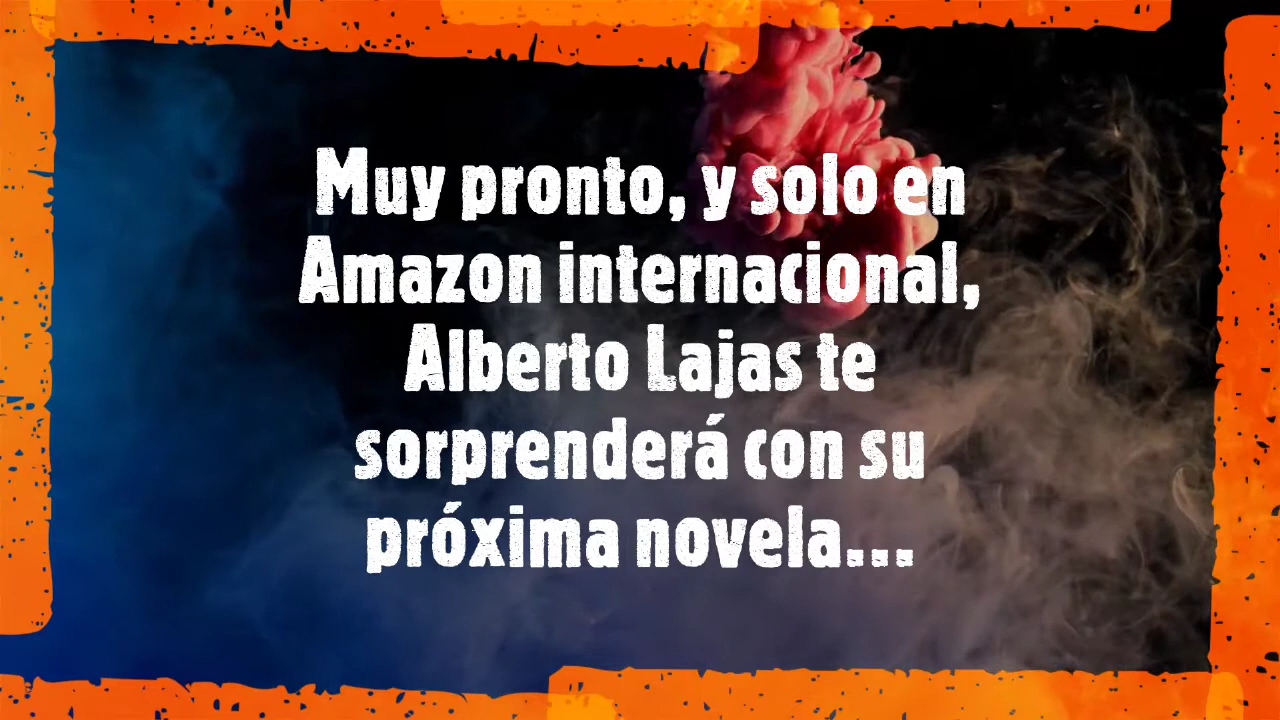 Muy pronto, y solo en
Amazon internacional,
Alberto Lajas te
sorprenderá con su
próxima novela...